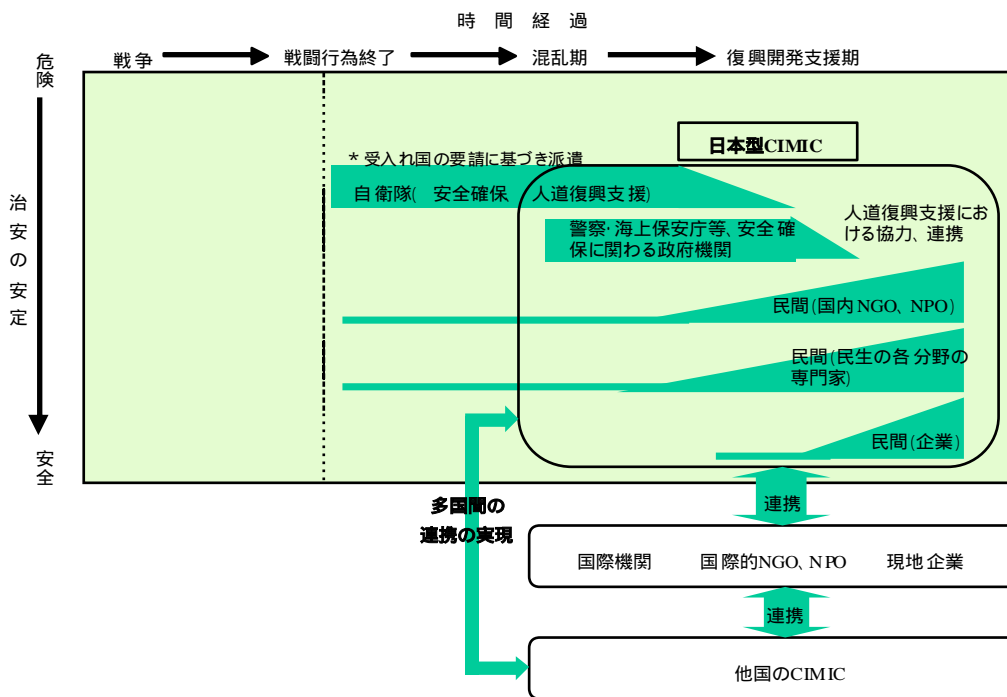 時 間 経 過
危険
戦 争
戦闘行為終了
混乱期
復興開発支援期
日本型CIMIC
* 受入れ国の要請に基づき派遣
自衛隊( 安全確保 人道復興支援)
人道復興支援にお
ける協力、連携
警察・海上保安庁等、安全確
保に関わる政府機関
治安の安定
民間(国内NGO、NPO)
民間(民生の各分野の
専門家)
民間(企業)
安全
連携
多国間の
連携の実現
国際機関 国際的NGO、NPO 現地企業
連携
他国のCIMIC